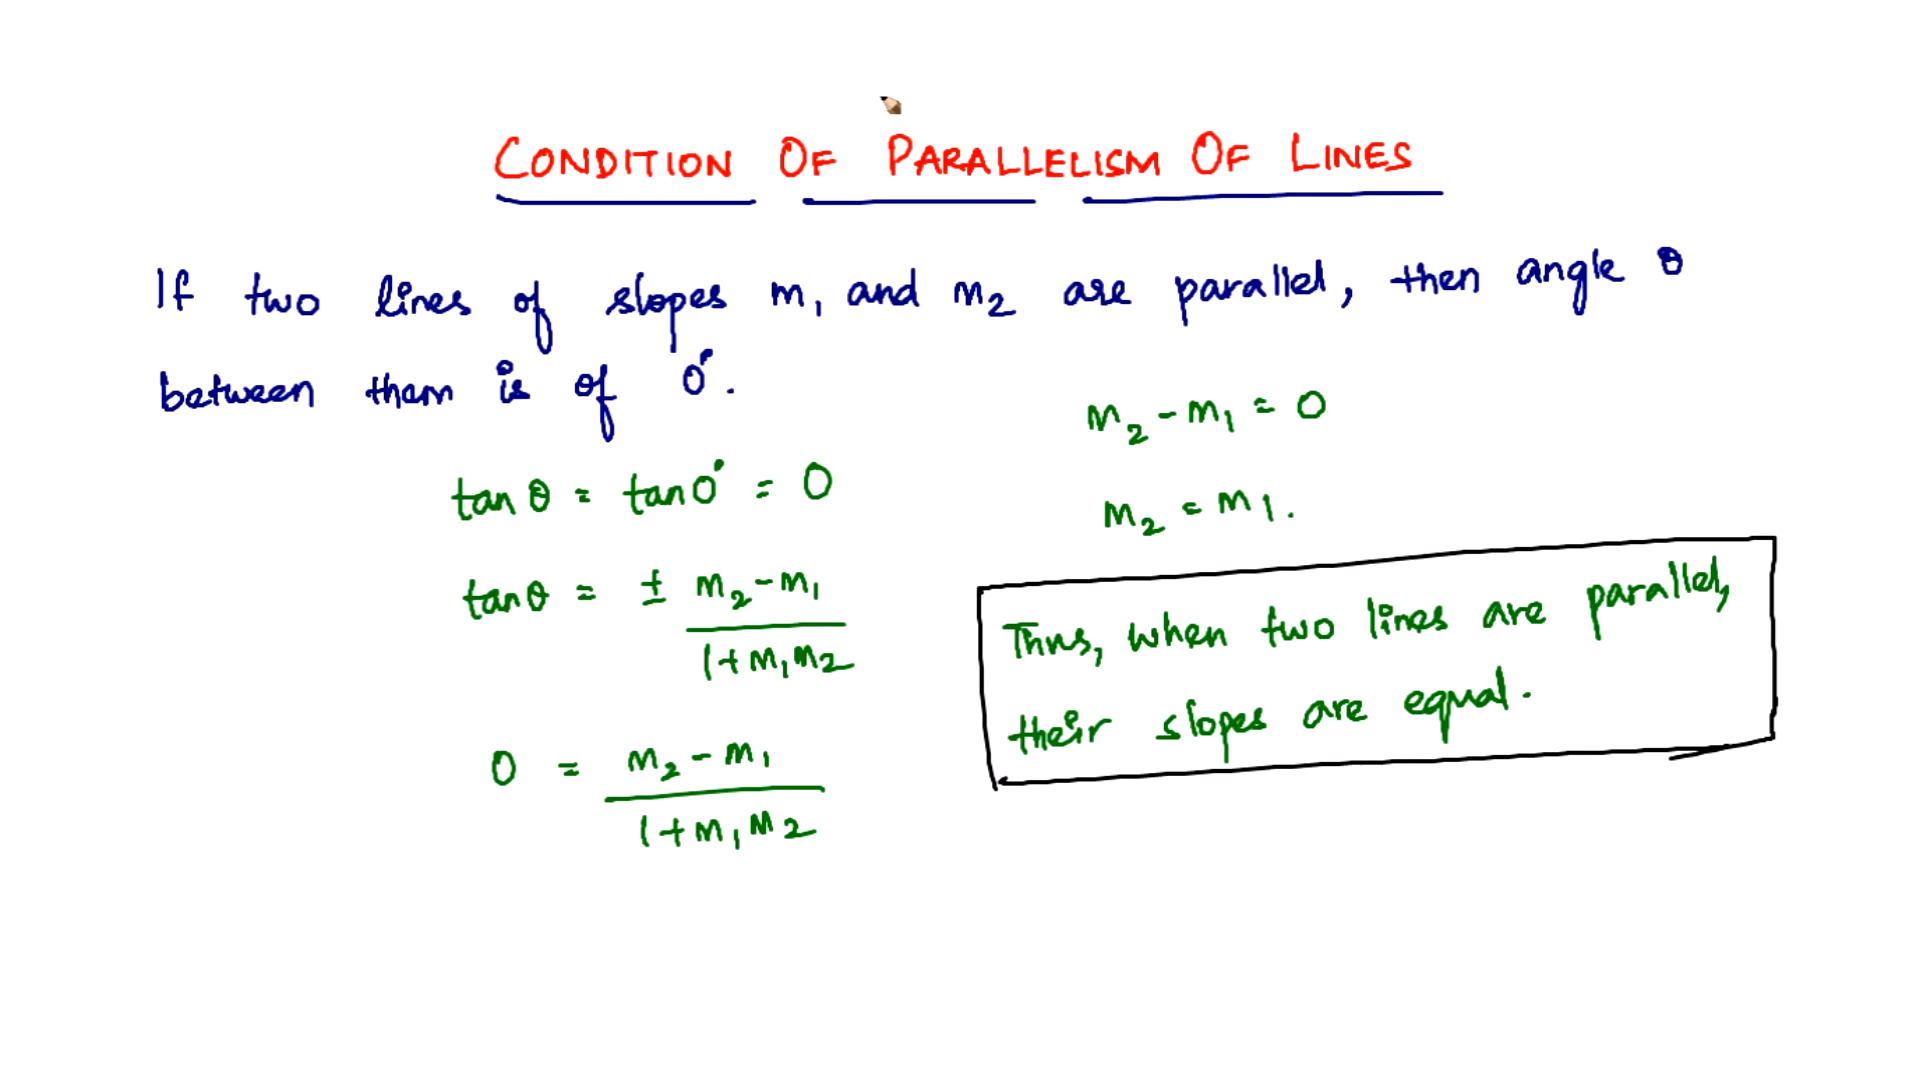 CONDITION OF PARALLELISM OF LINES
If two lines of slopes m₁ and m₂ are parallel, then angle θ
between them is of 0°.
tan θ = tan 0° = 0
tan θ = ± (m₂ - m₁) / (1 + m₁m₂)
0 = (m₂ - m₁) / (1 + m₁m₂)
m₂ - m₁ = 0
m₂ = m₁.
Thus, when two lines are parallel,
their slopes are equal.